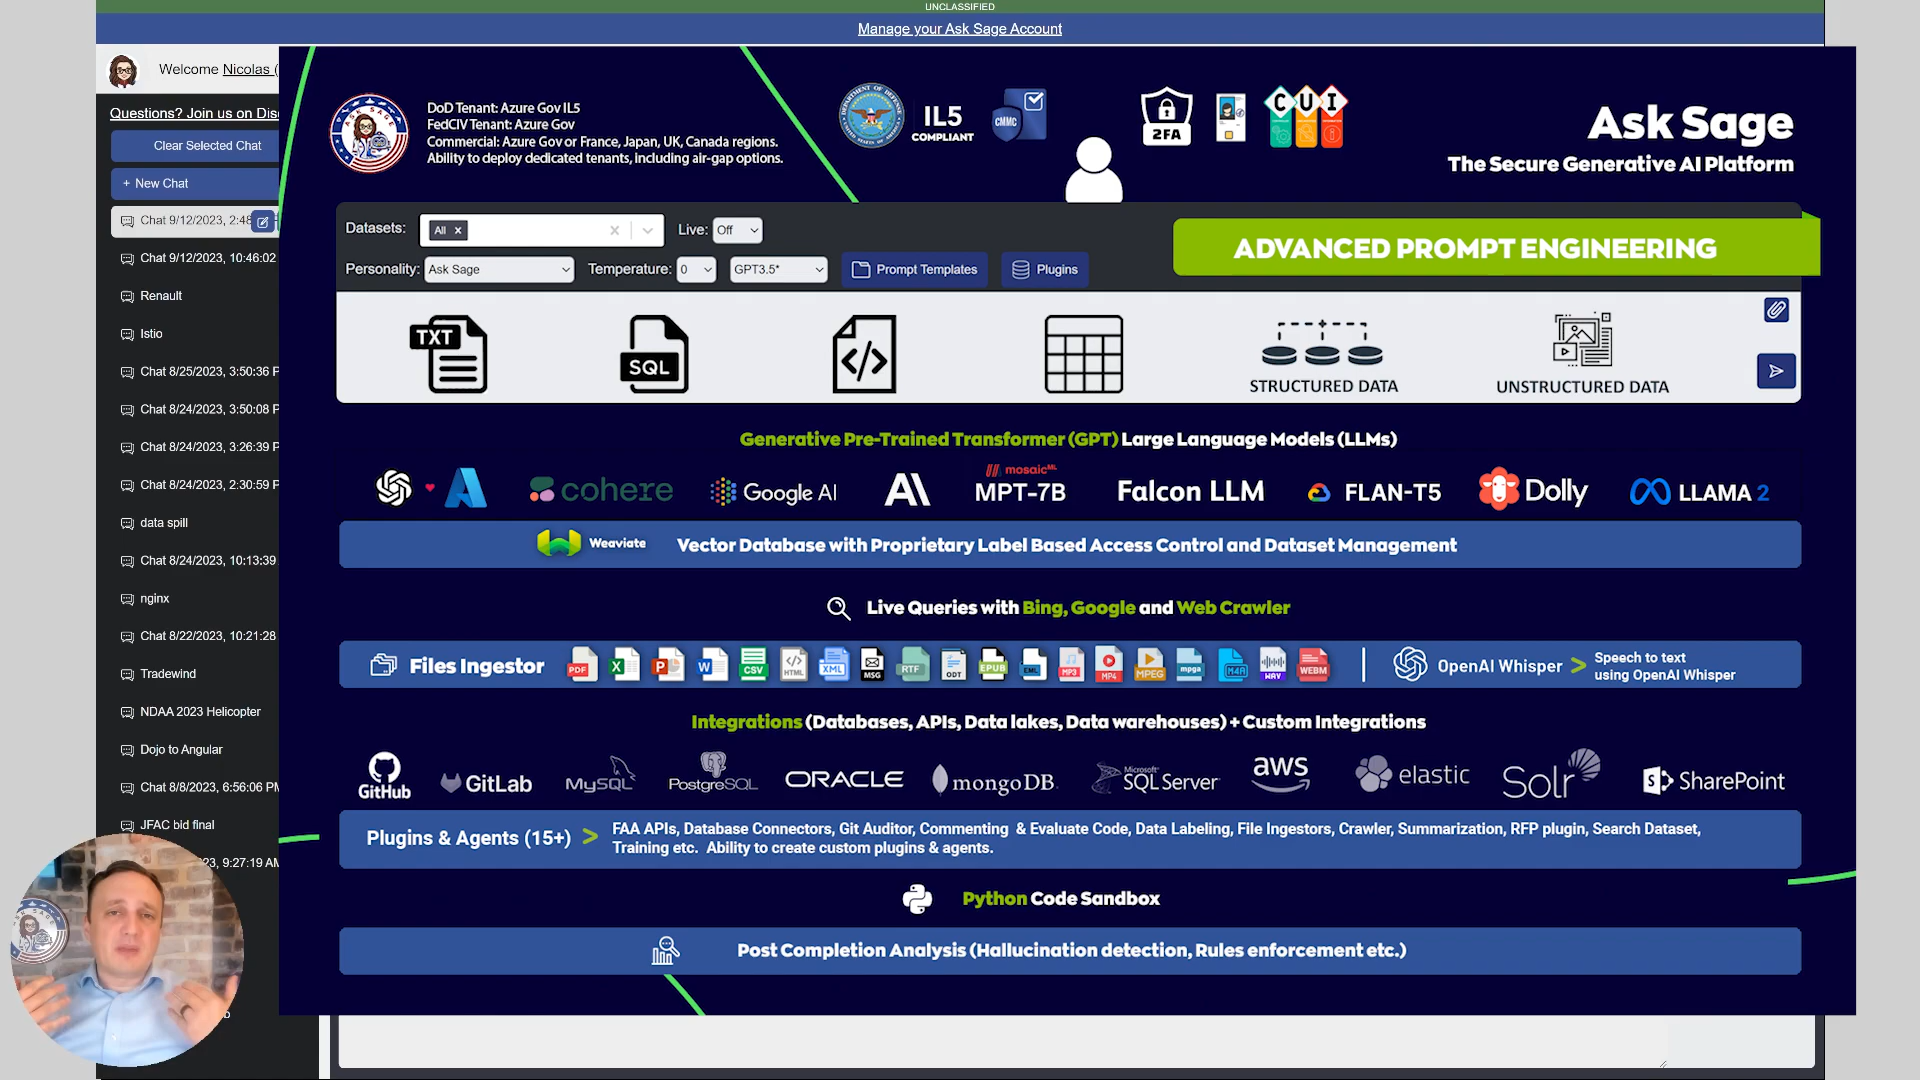 UNCLASSIFIED
Manage your Ask Sage Account
Welcome Nicolas (
Questions? Join us on Dis
Clear Selected Chat
+ New Chat
Chat 9/12/2023, 2:48
Chat 9/12/2023, 10:46:02
Renault
Istio
Chat 8/25/2023, 3:50:36 P
Chat 8/24/2023, 3:50:08 P
Chat 8/24/2023, 3:26:39 P
Chat 8/24/2023, 2:30:59 P
data spill
Chat 8/24/2023, 10:13:39
nginx
Chat 8/22/2023, 10:21:28
Tradewind
NDAA 2023 Helicopter
Dojo to Angular
Chat 8/8/2023, 6:56:06 PM
JFAC bid final
23, 9:27:19 AM
ASK SAGE
DoD Tenant: Azure Gov IL5
FedCIV Tenant: Azure Gov
Commercial: Azure Gov or France, Japan, UK, Canada regions.
Ability to deploy dedicated tenants, including air-gap options.
IL5
COMPLIANT
CMMC
2FA
CUI
Ask Sage
The Secure Generative AI Platform
Datasets: All × Live: Off
Personality: Ask Sage Temperature: 0 GPT3.5* Prompt Templates Plugins
ADVANCED PROMPT ENGINEERING
TXT
SQL
</>
STRUCTURED DATA
UNSTRUCTURED DATA
Generative Pre-Trained Transformer (GPT) Large Language Models (LLMs)
cohere
Google AI
AI
mosaicML
MPT-7B
Falcon LLM
FLAN-T5
Dolly
LLAMA 2
Weaviate Vector Database with Proprietary Label Based Access Control and Dataset Management
Live Queries with Bing, Google and Web Crawler
Files Ingestor
PDF X P W CSV HTML XML MSG RTF ODT EPUB EML MP3 MP4 MPEG mpga M4A WAV WEBM
OpenAI Whisper > Speech to text
using OpenAI Whisper
Integrations (Databases, APIs, Data lakes, Data warehouses) + Custom Integrations
GitHub
GitLab
MySQL
PostgreSQL
ORACLE
mongoDB.
Microsoft
SQL Server
aws
elastic
Solr
SharePoint
Plugins & Agents (15+) > FAA APIs, Database Connectors, Git Auditor, Commenting & Evaluate Code, Data Labeling, File Ingestors, Crawler, Summarization, RFP plugin, Search Dataset,
Training etc. Ability to create custom plugins & agents.
Python Code Sandbox
Post Completion Analysis (Hallucination detection, Rules enforcement etc.)